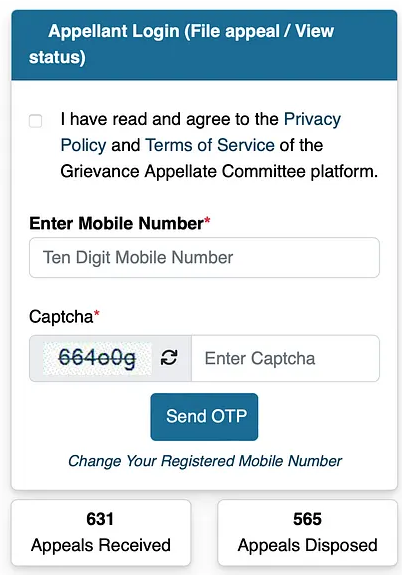 Appellant Login (File appeal / View
status)
I have read and agree to the Privacy
Policy and Terms of Service of the
Grievance Appellate Committee platform.
Enter Mobile Number*
Ten Digit Mobile Number
Captcha*
664o0g Enter Captcha
Send OTP
Change Your Registered Mobile Number
631 565
Appeals Received Appeals Disposed